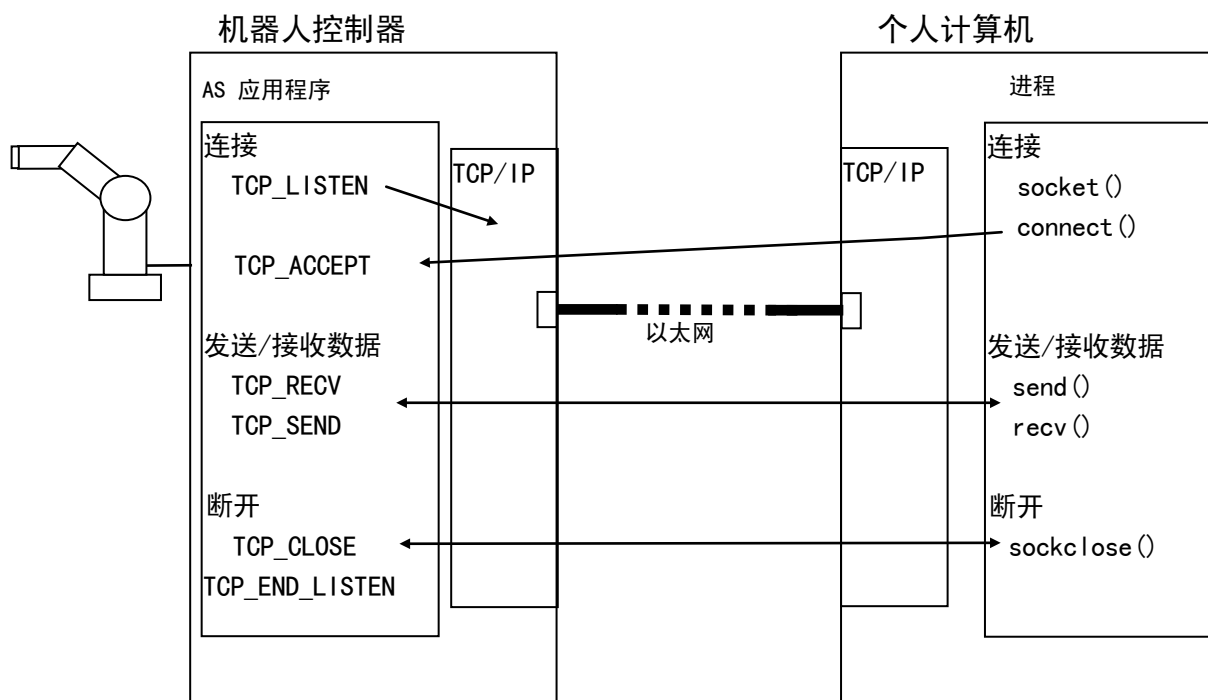 机器人控制器
个人计算机
AS 应用程序
进程
连接
TCP_LISTEN
TCP_ACCEPT
发送/接收数据
TCP_RECV
TCP_SEND
断开
TCP_CLOSE
TCP_END_LISTEN
TCP/IP
以太网
TCP/IP
连接
socket()
connect()
发送/接收数据
send()
recv()
断开
sockclose()